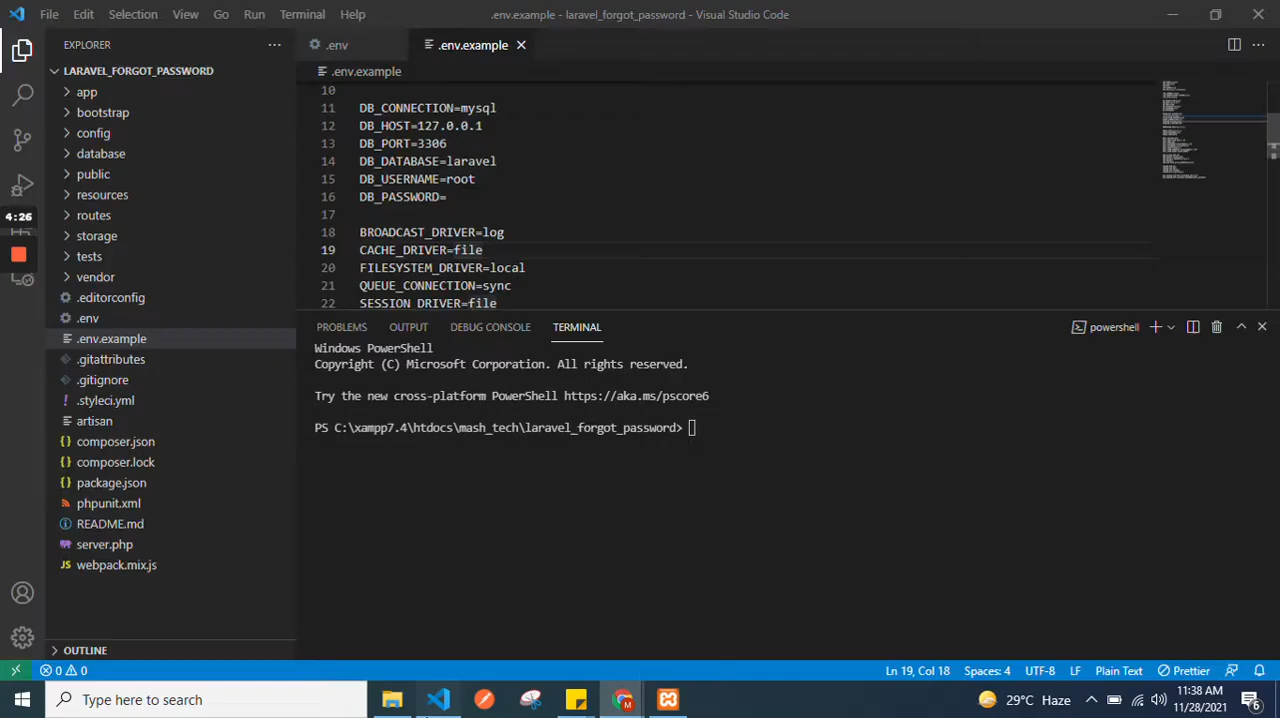 File Edit Selection View Go Run Terminal Help .env.example - laravel_forgot_password - Visual Studio Code
EXPLORER
.env
.env.example
LARAVEL_FORGOT_PASSWORD
.env.example
app
bootstrap
config
database
public
resources
routes
4:26
storage
tests
vendor
.editorconfig
.env
.env.example
.gitattributes
.gitignore
.styleci.yml
artisan
composer.json
composer.lock
package.json
phpunit.xml
README.md
server.php
JS webpack.mix.js
OUTLINE
10
11 DB_CONNECTION=mysql
12 DB_HOST=127.0.0.1
13 DB_PORT=3306
14 DB_DATABASE=laravel
15 DB_USERNAME=root
16 DB_PASSWORD=
17
18 BROADCAST_DRIVER=log
19 CACHE_DRIVER=file
20 FILESYSTEM_DRIVER=local
21 QUEUE_CONNECTION=sync
22 SESSION_DRIVER=file
PROBLEMS OUTPUT DEBUG CONSOLE TERMINAL
powershell
Windows PowerShell
Copyright (C) Microsoft Corporation. All rights reserved.
Try the new cross-platform PowerShell https://aka.ms/pscore6
PS C:\xampp7.4\htdocs\mash_tech\laravel_forgot_password>
0 0
Ln 19, Col 18 Spaces: 4 UTF-8 LF Plain Text Prettier
Type here to search
M
29°C Haze
11:38 AM
11/28/2021
6